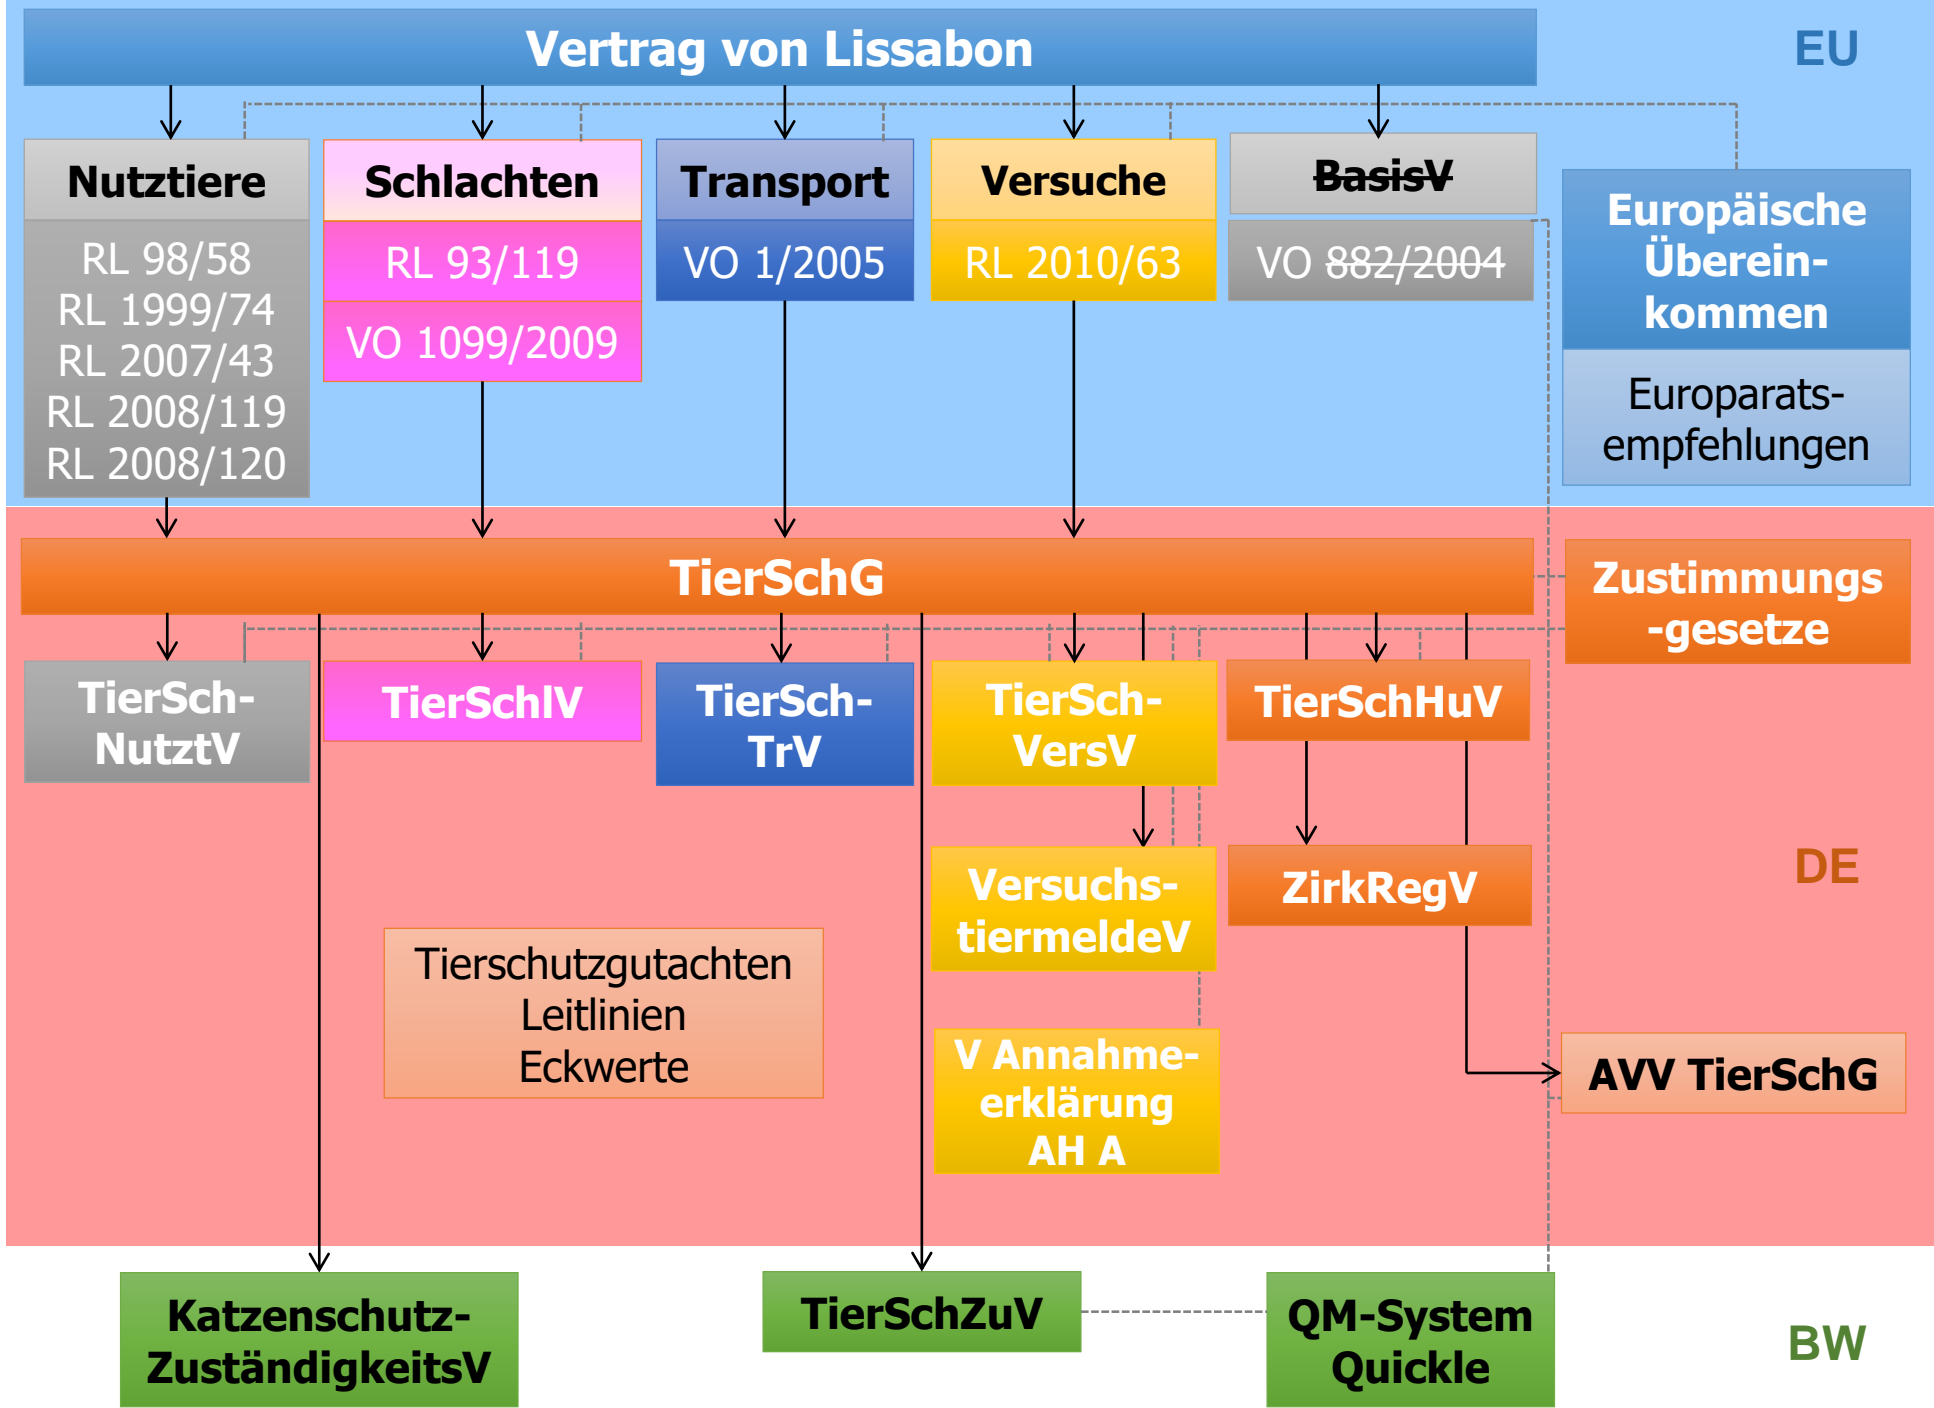 Vertrag von Lissabon
EU
Nutztiere
RL 98/58
RL 1999/74
RL 2007/43
RL 2008/119
RL 2008/120
Schlachten
RL 93/119
VO 1099/2009
Transport
VO 1/2005
Versuche
RL 2010/63
BasisV
VO 882/2004
Europäische
Überein-
kommen
Europarats-
empfehlungen
TierSchG
Zustimmungs
-gesetze
TierSch-
NutztV
TierSchlV
TierSch-
TrV
TierSch-
VersV
TierSchHuV
Versuchs-
tiermeldeV
ZirkRegV
DE
Tierschutzgutachten
Leitlinien
Eckwerte
V Annahme-
erklärung
AH A
AVV TierSchG
Katzenschutz-
ZuständigkeitsV
TierSchZuV
QM-System
Quickle
BW